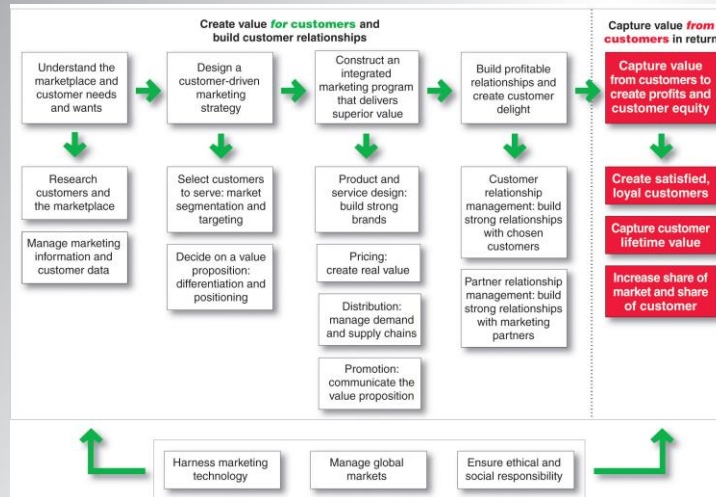 Create value for customers and
build customer relationships
Capture value from
customers in return
Understand the
marketplace and
customer needs
and wants
Design a
customer-driven
marketing
strategy
Construct an
integrated
marketing program
that delivers
superior value
Build profitable
relationships and
create customer
delight
Capture value
from customers to
create profits and
customer equity
Research
customers and
the marketplace
Manage marketing
information and
customer data
Select customers
to serve: market
segmentation and
targeting
Decide on a value
proposition:
differentiation and
positioning
Product and
service design:
build strong
brands
Pricing:
create real value
Distribution:
manage demand
and supply chains
Promotion:
communicate the
value proposition
Customer
relationship
management: build
strong relationships
with chosen
customers
Partner relationship
management: build
strong relationships
with marketing
partners
Create satisfied,
loyal customers
Capture customer
lifetime value
Increase share of
market and share
of customer
Harness marketing
technology
Manage global
markets
Ensure ethical and
social responsibility